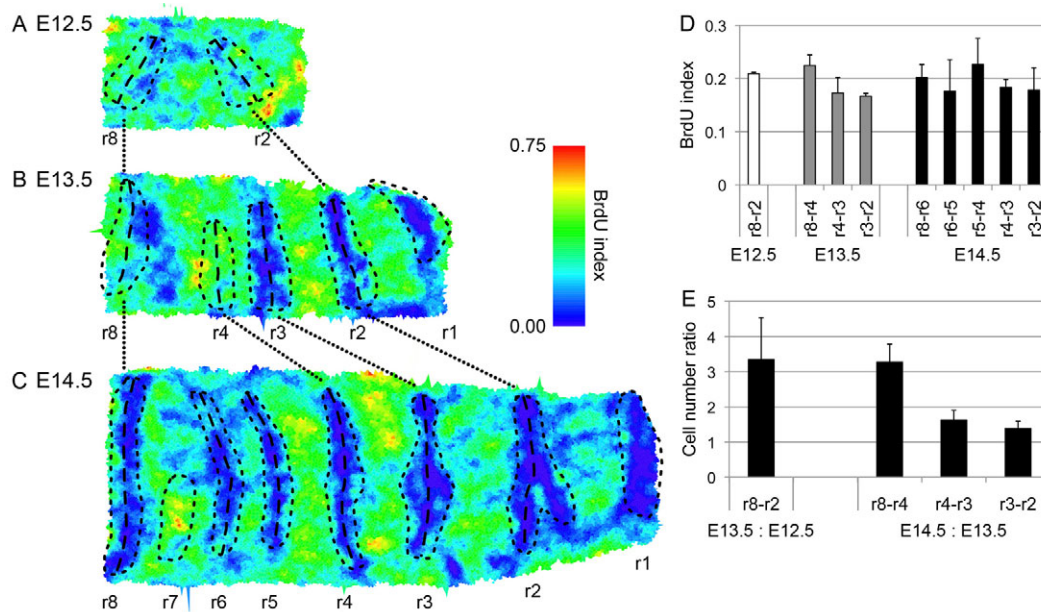 A E12.5
r8 r2
B E13.5
r8 r4 r3 r2 r1
C E14.5
r8 r7 r6 r5 r4 r3 r2 r1
0.75
BrdU index
0.00
D
BrdU index
0.3
0.2
0.1
0
r8-r2 r8-r4 r4-r3 r3-r2 r8-r6 r6-r5 r5-r4 r4-r3 r3-r2
E12.5 E13.5 E14.5
E
Cell number ratio
5
4
3
2
1
0
r8-r2 r8-r4 r4-r3 r3-r2
E13.5 : E12.5 E14.5 : E13.5